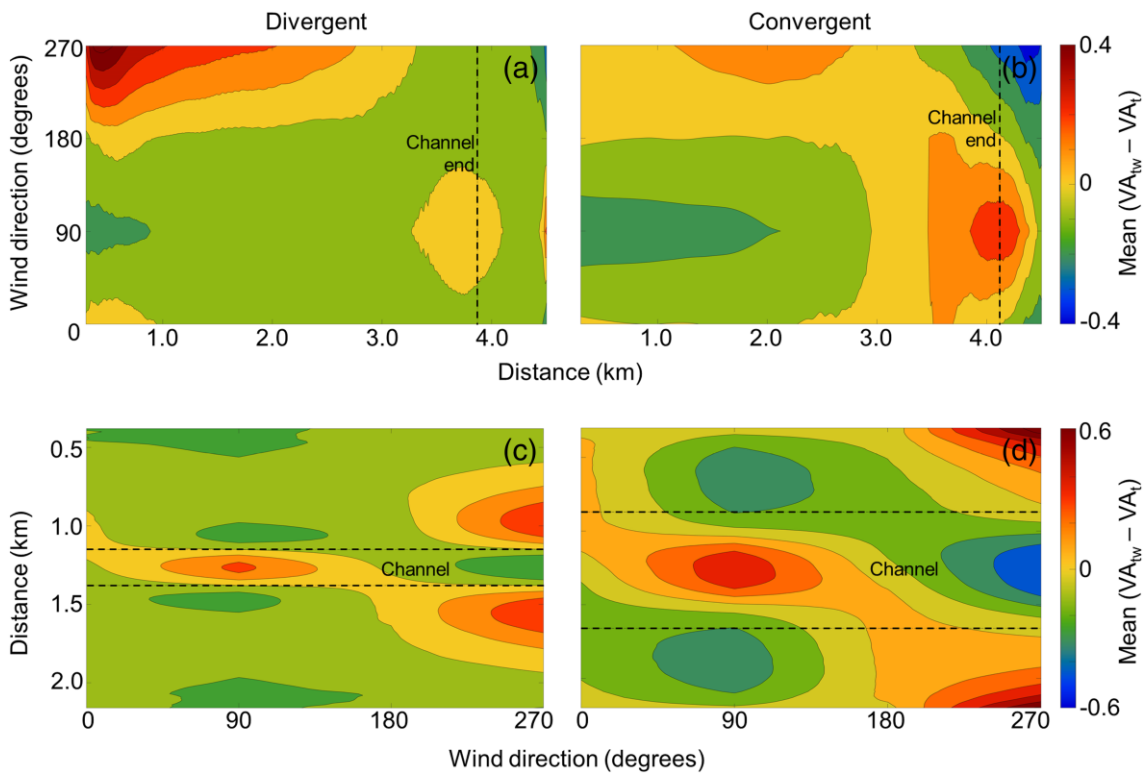 Divergent
Convergent
270
180
90
0
Wind direction (degrees)
(a)
Channel
end
1.0
2.0
3.0
4.0
(b)
Channel
end
1.0
2.0
3.0
4.0
Distance (km)
0.4
0
-0.4
Mean (VAtw − VAt)
0.5
1.0
1.5
2.0
Distance (km)
(c)
Channel
0
90
180
270
(d)
Channel
0
90
180
270
Wind direction (degrees)
0.6
0
-0.6
Mean (VAtw − VAt)